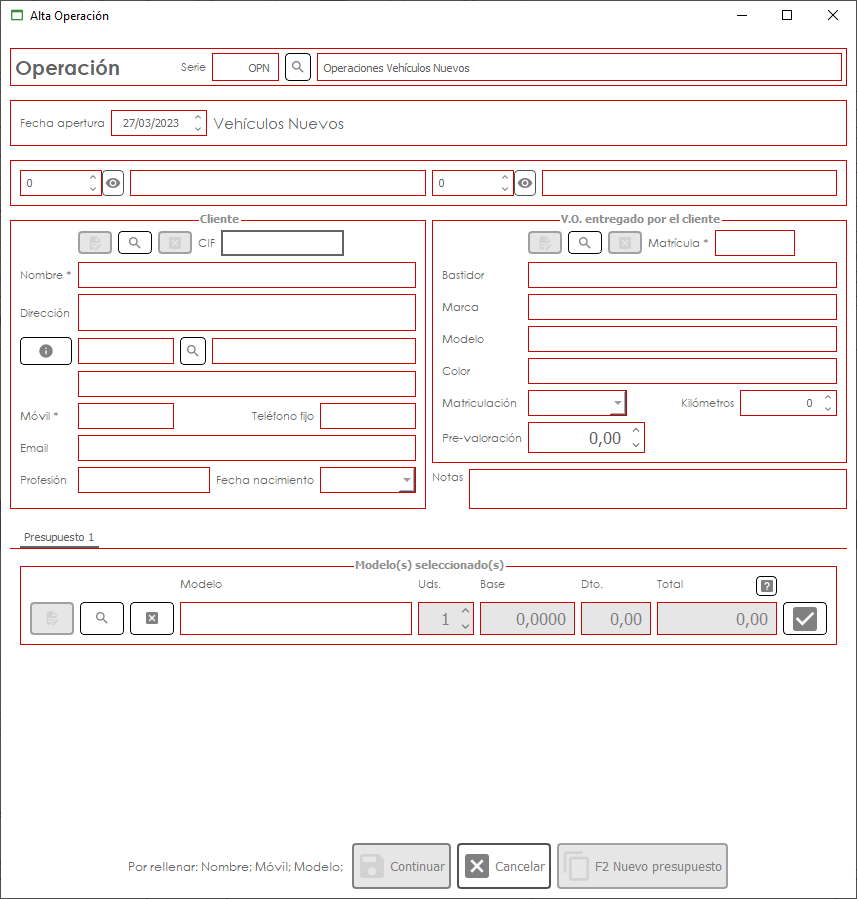 Alta Operación
Operación Serie OPN Operaciones Vehículos Nuevos
Fecha apertura 27/03/2023 Vehículos Nuevos
0 0
Cliente
CIF
Nombre *
Dirección
Móvil * Teléfono fijo
Email
Profesión Fecha nacimiento
V.O. entregado por el cliente
Matrícula *
Bastidor
Marca
Modelo
Color
Matriculación Kilómetros 0
Pre-valoración 0,00
Notas
Presupuesto 1
Modelo(s) seleccionado(s)
Modelo Uds. Base Dto. Total
1 0,0000 0,00 0,00
Por rellenar: Nombre; Móvil; Modelo; Continuar Cancelar F2 Nuevo presupuesto